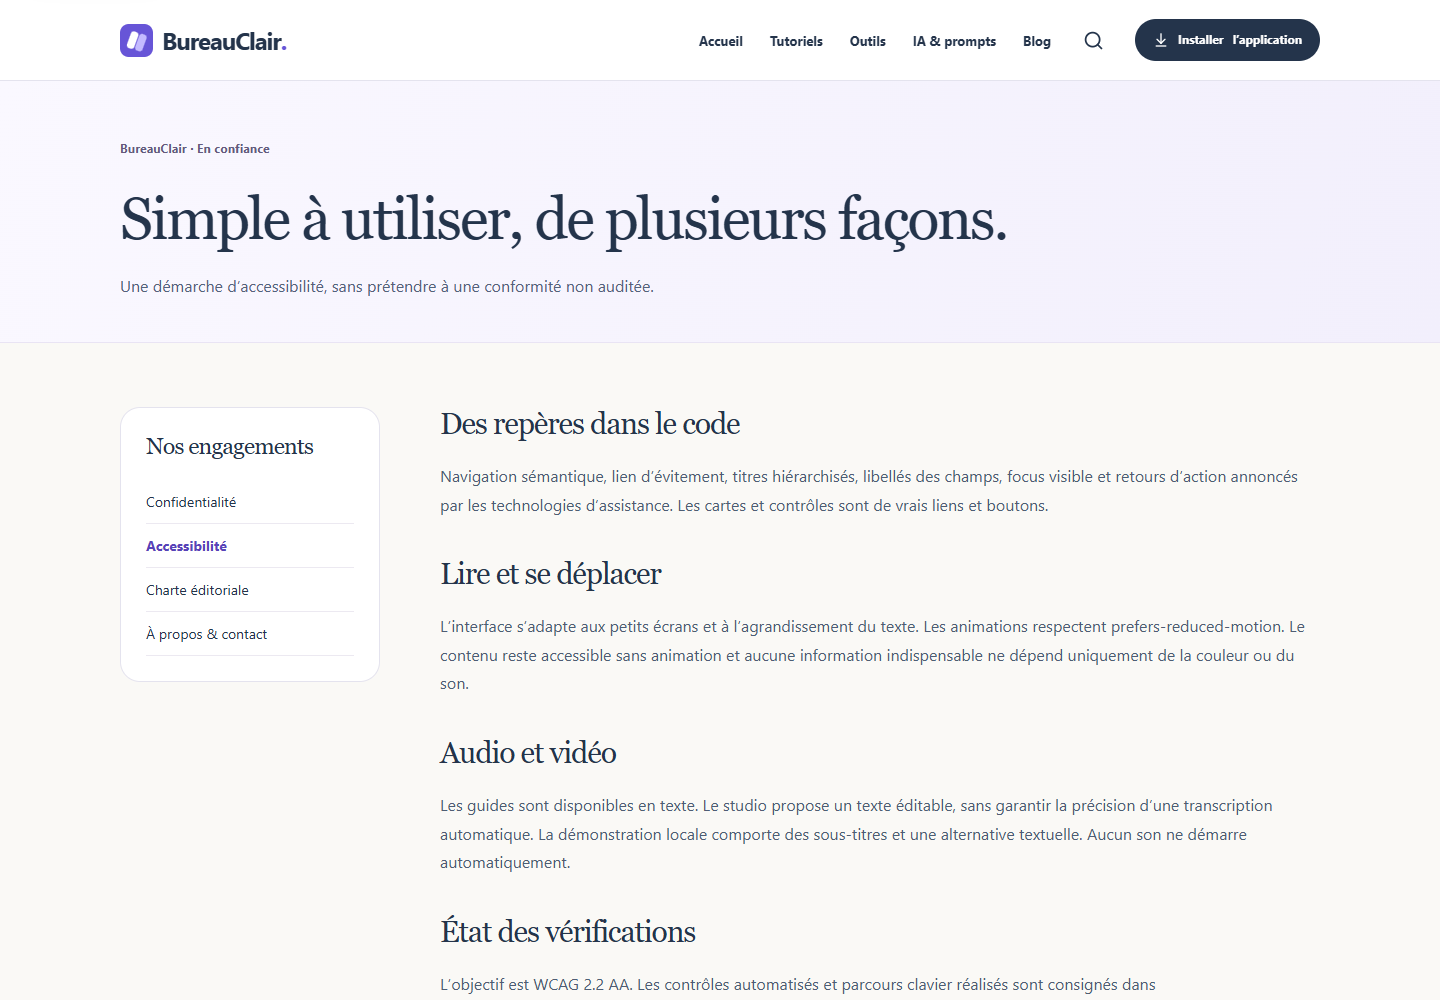 BureauClair.
Accueil Tutoriels Outils IA & prompts Blog Installer l’application
BureauClair · En confiance
Simple à utiliser, de plusieurs façons.
Une démarche d’accessibilité, sans prétendre à une conformité non auditée.
Nos engagements
Confidentialité
Accessibilité
Charte éditoriale
À propos & contact
Des repères dans le code
Navigation sémantique, lien d’évitement, titres hiérarchisés, libellés des champs, focus visible et retours d’action annoncés
par les technologies d’assistance. Les cartes et contrôles sont de vrais liens et boutons.
Lire et se déplacer
L’interface s’adapte aux petits écrans et à l’agrandissement du texte. Les animations respectent prefers-reduced-motion. Le
contenu reste accessible sans animation et aucune information indispensable ne dépend uniquement de la couleur ou du
son.
Audio et vidéo
Les guides sont disponibles en texte. Le studio propose un texte éditable, sans garantir la précision d’une transcription
automatique. La démonstration locale comporte des sous-titres et une alternative textuelle. Aucun son ne démarre
automatiquement.
État des vérifications
L’objectif est WCAG 2.2 AA. Les contrôles automatisés et parcours clavier réalisés sont consignés dans